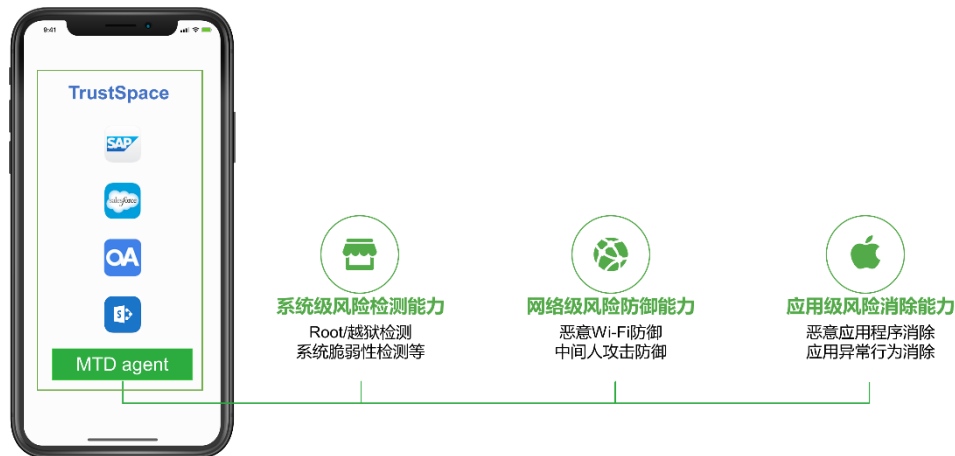 9:41
TrustSpace
SAP
salesforce
OA
S
MTD agent
系统级风险检测能力
Root/越狱检测
系统脆弱性检测等
网络级风险防御能力
恶意Wi-Fi防御
中间人攻击防御
应用级风险消除能力
恶意应用程序消除
应用异常行为消除